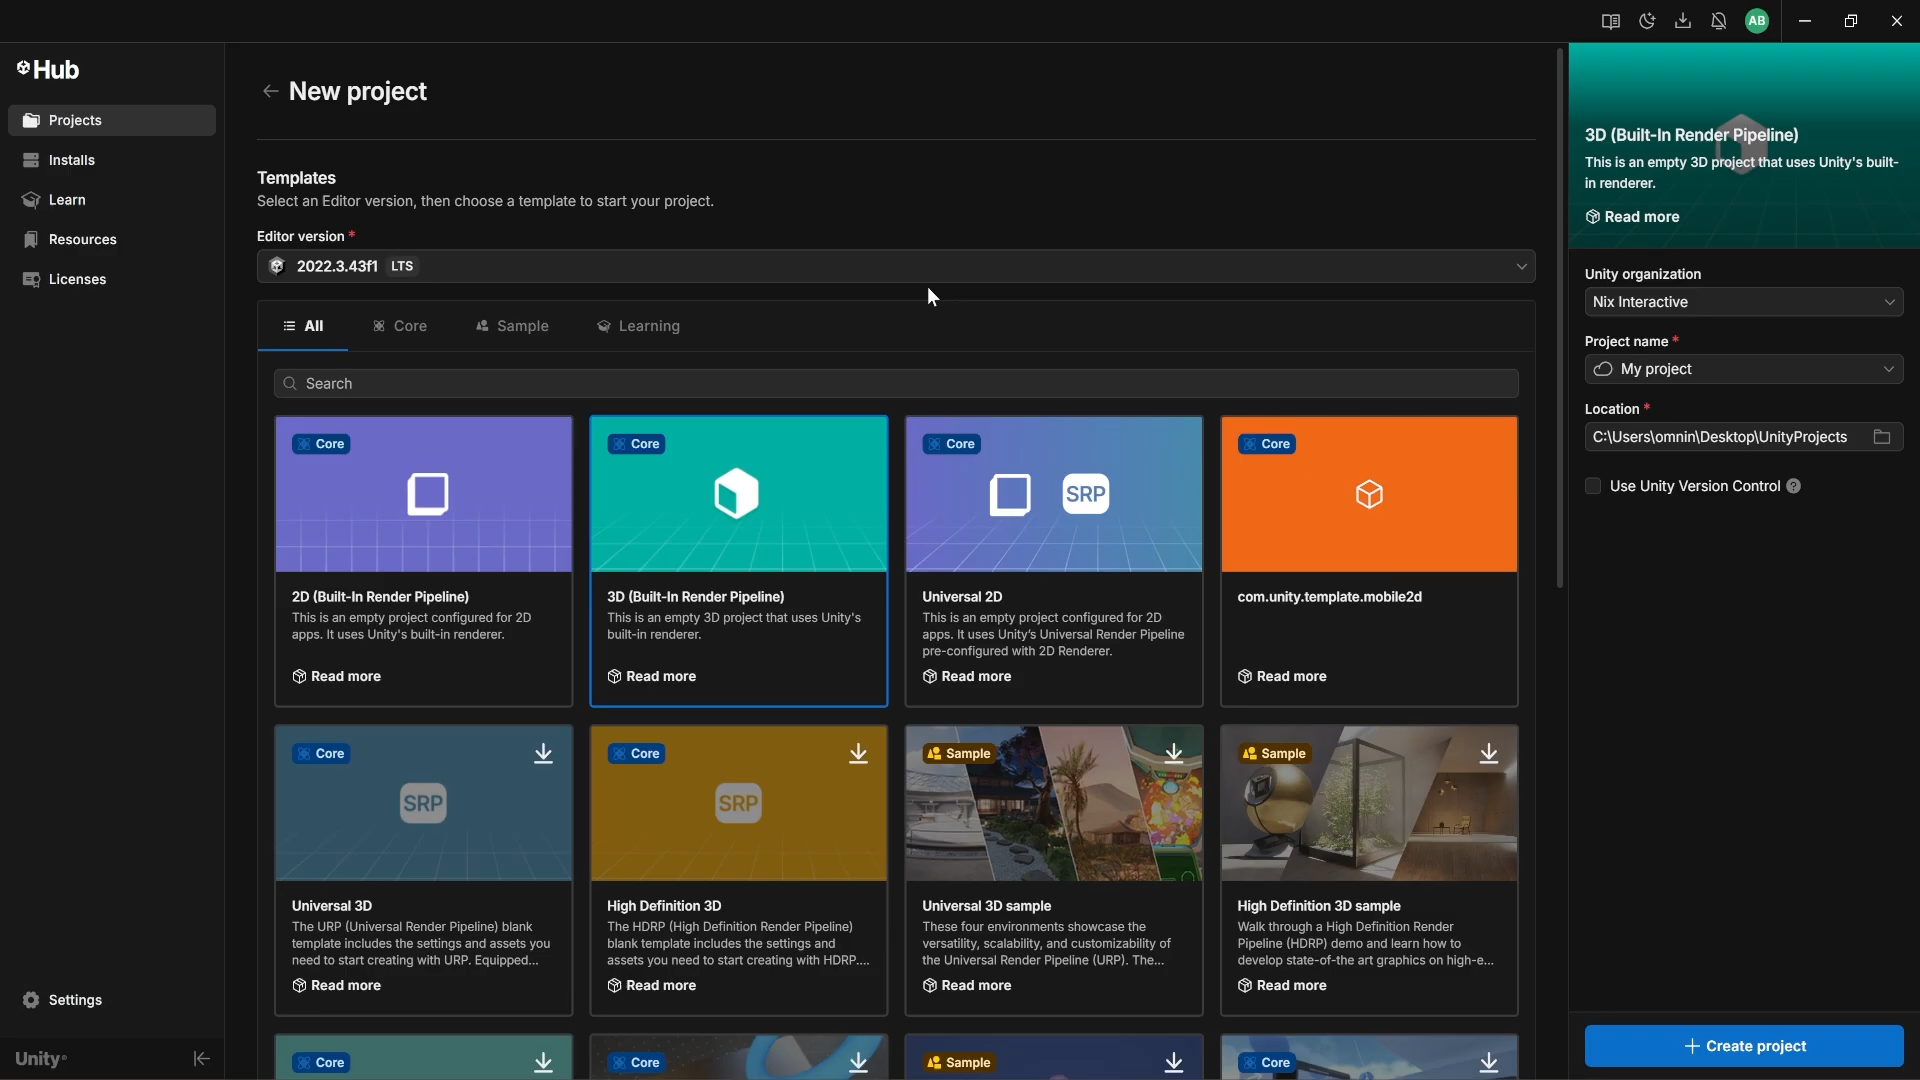 AB
Hub
New project
Projects
Installs
Learn
Resources
Licenses
Settings
Unity
Templates
Select an Editor version, then choose a template to start your project.
Editor version *
2022.3.43f1 LTS
All Core Sample Learning
Search
Core
2D (Built-In Render Pipeline)
This is an empty project configured for 2D
apps. It uses Unity's built-in renderer.
Read more
Core
3D (Built-In Render Pipeline)
This is an empty 3D project that uses Unity's
built-in renderer.
Read more
Core
SRP
Universal 2D
This is an empty project configured for 2D
apps. It uses Unity's Universal Render Pipeline
pre-configured with 2D Renderer.
Read more
Core
com.unity.template.mobile2d
Read more
Core
SRP
Universal 3D
The URP (Universal Render Pipeline) blank
template includes the settings and assets you
need to start creating with URP. Equipped...
Read more
Core
SRP
High Definition 3D
The HDRP (High Definition Render Pipeline)
blank template includes the settings and
assets you need to start creating with HDRP....
Read more
Sample
Universal 3D sample
These four environments showcase the
versatility, scalability, and customizability of
the Universal Render Pipeline (URP). The...
Read more
Sample
High Definition 3D sample
Walk through a High Definition Render
Pipeline (HDRP) demo and learn how to
develop state-of-the art graphics on high-e...
Read more
Core
Core
Sample
Core
3D (Built-In Render Pipeline)
This is an empty 3D project that uses Unity's built-
in renderer.
Read more
Unity organization
Nix Interactive
Project name *
My project
Location *
C:\Users\omnin\Desktop\UnityProjects
Use Unity Version Control ?
+ Create project